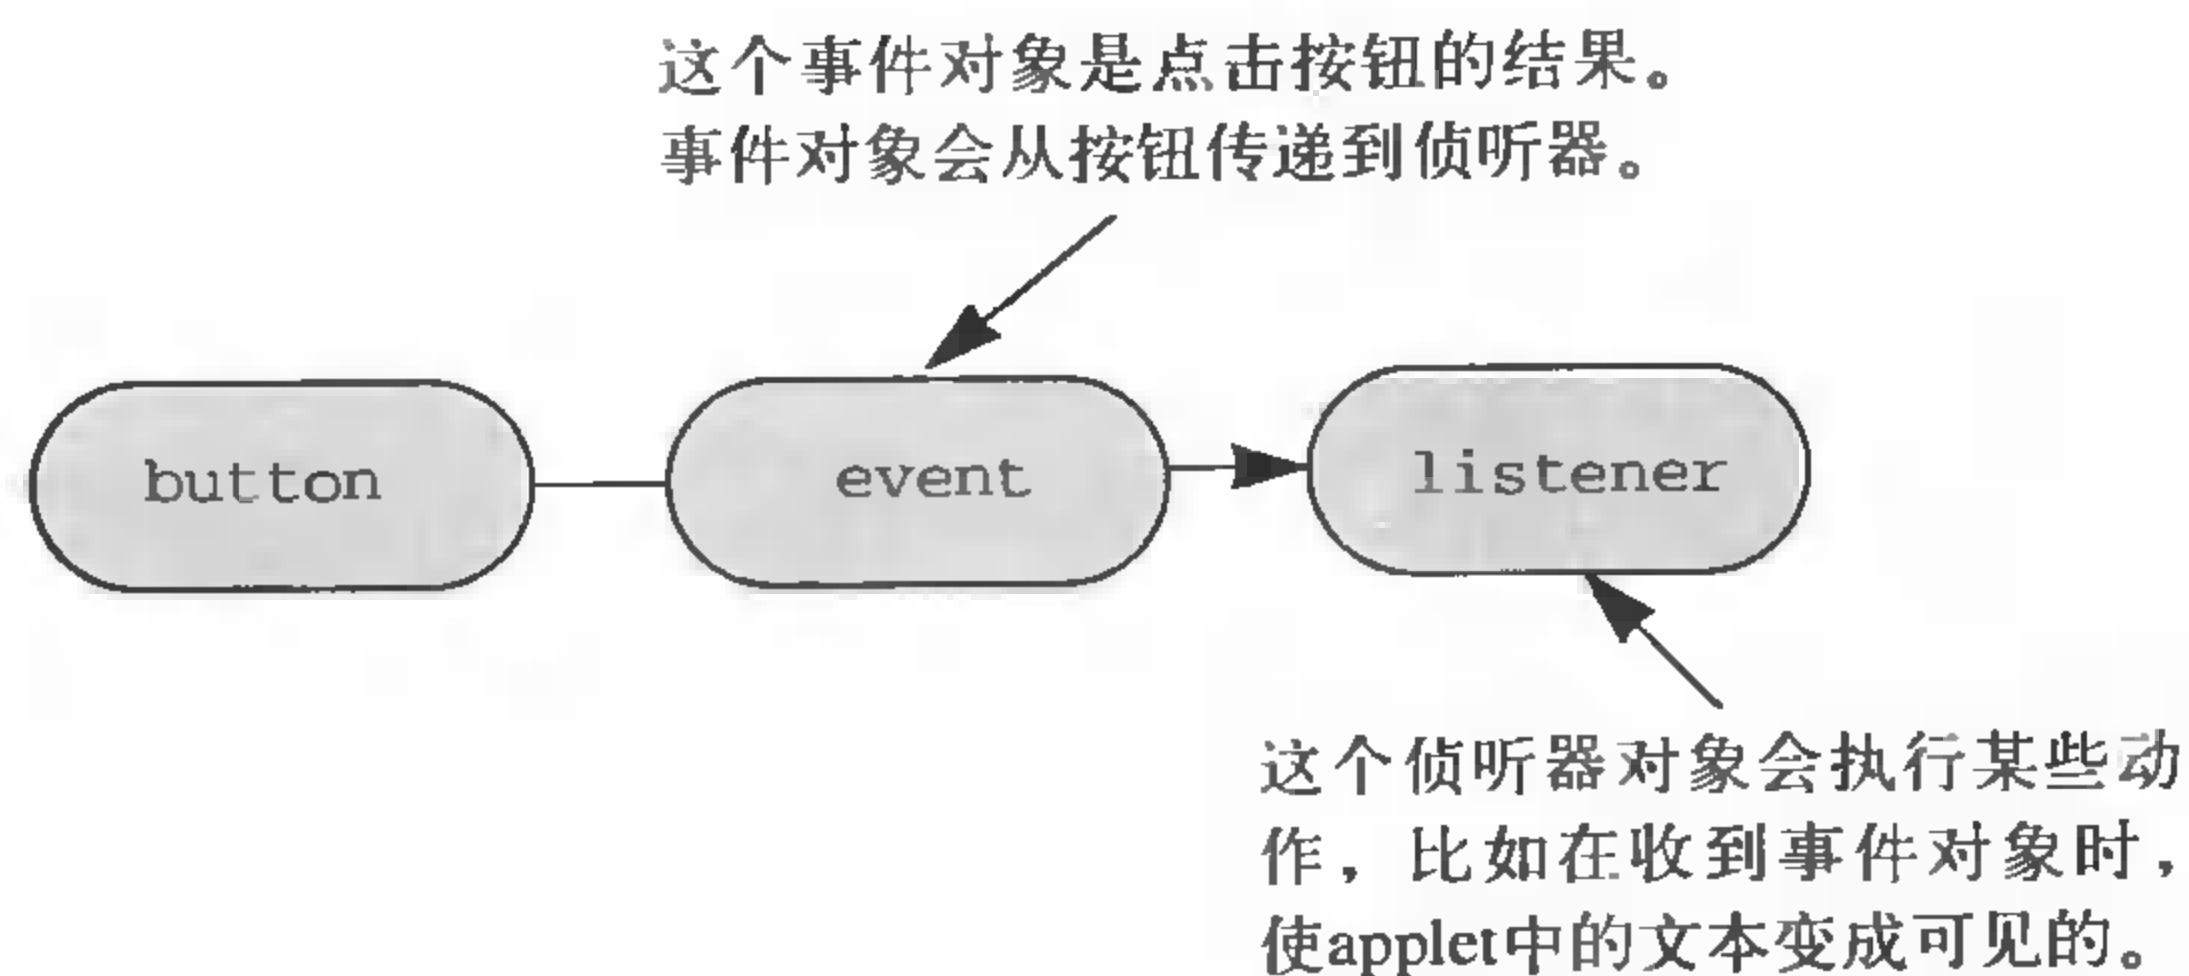 这个事件对象是点击按钮的结果。
事件对象会从按钮传递到侦听器。
button
event
listener
这个侦听器对象会执行某些动
作，比如在收到事件对象时，
使applet中的文本变成可见的。